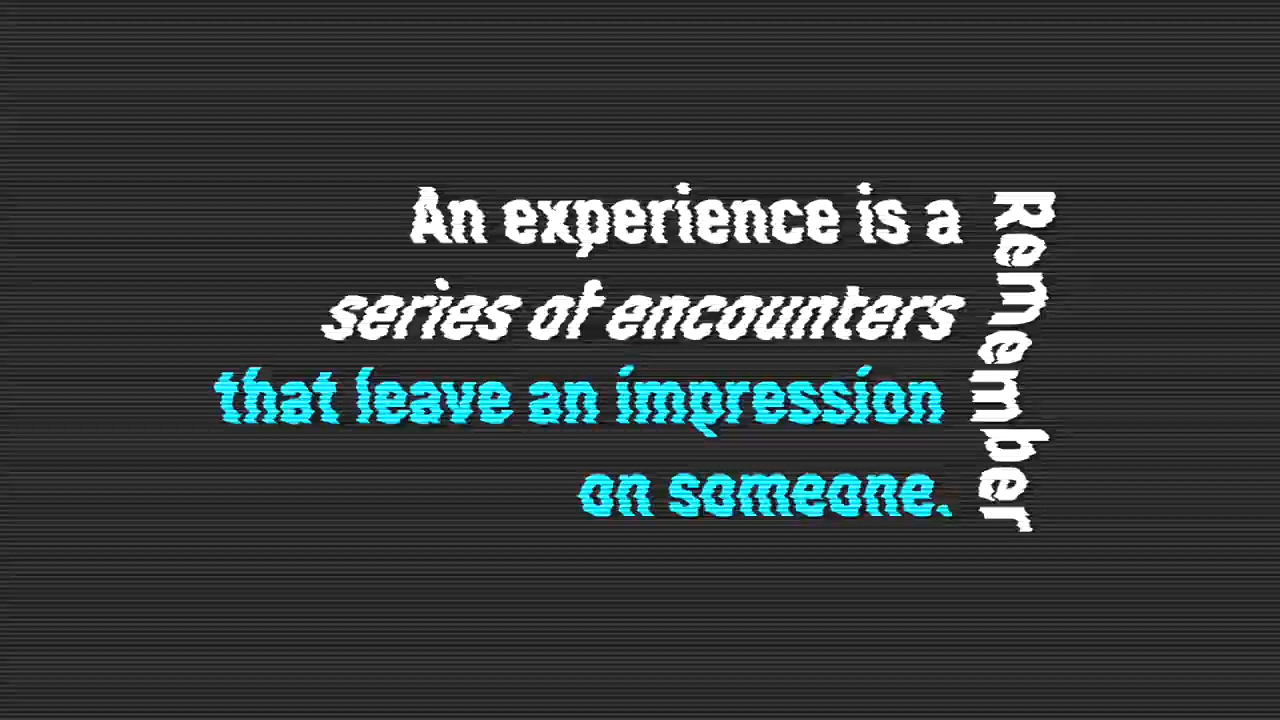 An experience is a
series of encounters
that leave an impression
on someone.
Remember